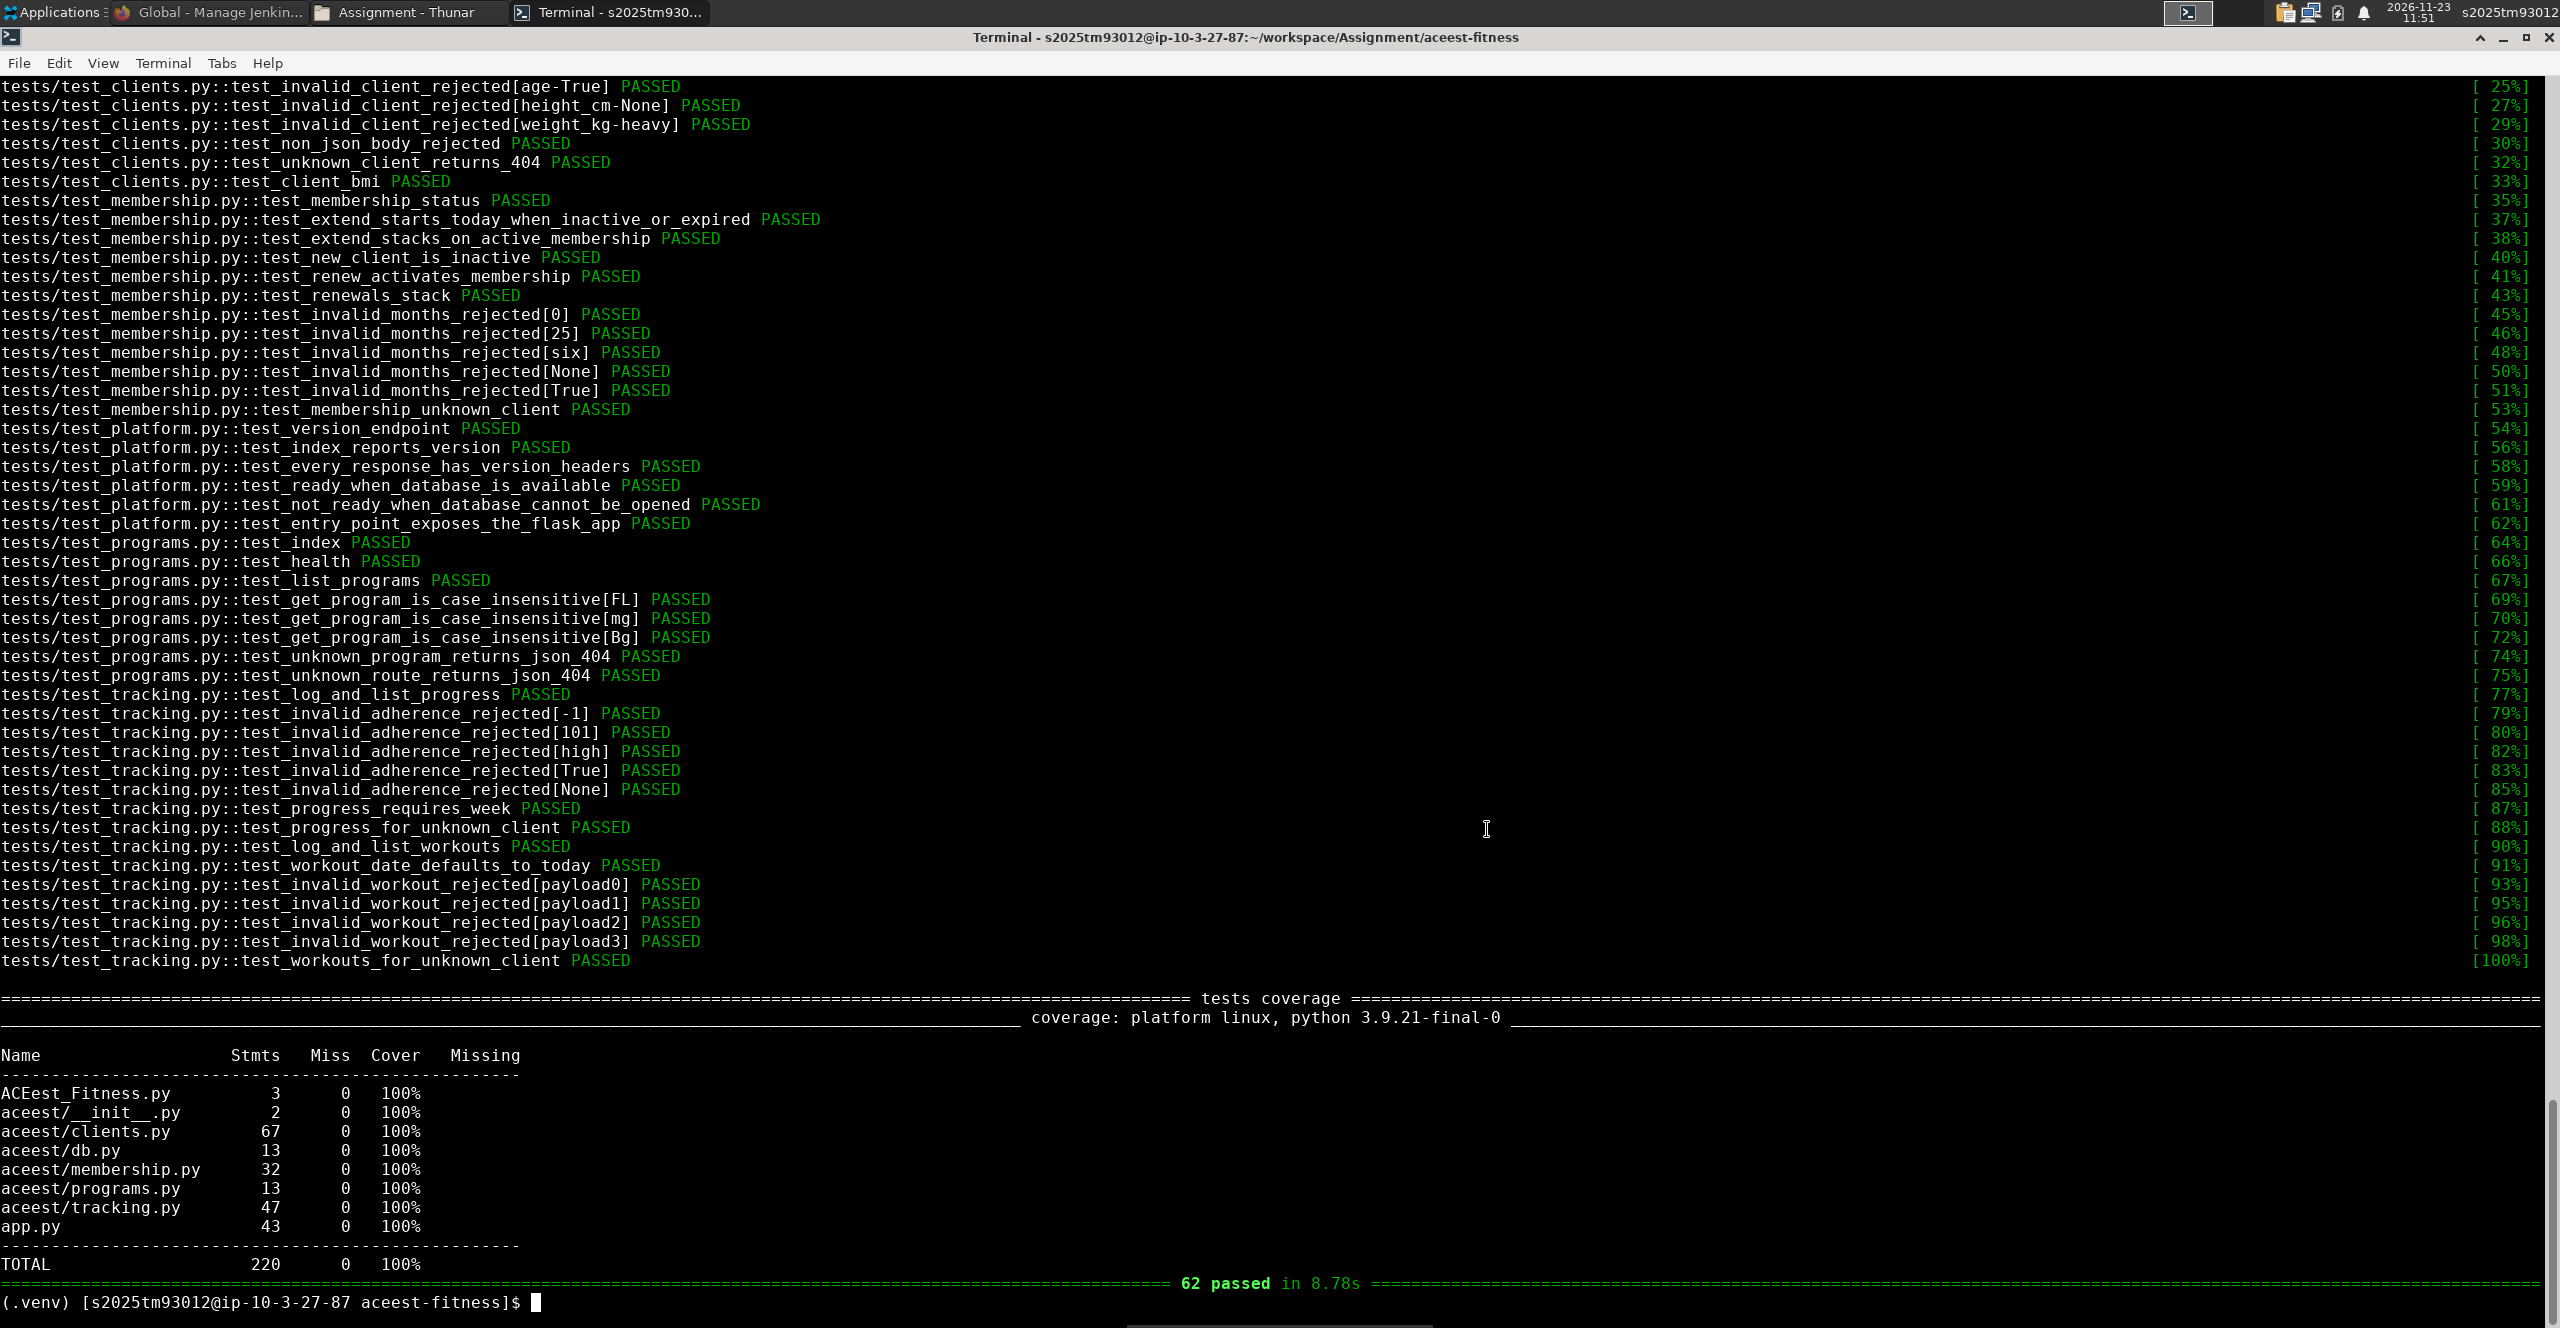 Applications Global - Manage Jenkin... Assignment - Thunar Terminal - s2025tm930... 2026-11-23 11:51 s2025tm93012
Terminal - s2025tm93012@ip-10-3-27-87:~/workspace/Assignment/aceest-fitness
File Edit View Terminal Tabs Help
tests/test_clients.py::test_invalid_client_rejected[age-True] PASSED [ 25%]
tests/test_clients.py::test_invalid_client_rejected[height_cm-None] PASSED [ 27%]
tests/test_clients.py::test_invalid_client_rejected[weight_kg-heavy] PASSED [ 29%]
tests/test_clients.py::test_non_json_body_rejected PASSED [ 30%]
tests/test_clients.py::test_unknown_client_returns_404 PASSED [ 32%]
tests/test_clients.py::test_client_bmi PASSED [ 33%]
tests/test_membership.py::test_membership_status PASSED [ 35%]
tests/test_membership.py::test_extend_starts_today_when_inactive_or_expired PASSED [ 37%]
tests/test_membership.py::test_extend_stacks_on_active_membership PASSED [ 38%]
tests/test_membership.py::test_new_client_is_inactive PASSED [ 40%]
tests/test_membership.py::test_renew_activates_membership PASSED [ 41%]
tests/test_membership.py::test_renewals_stack PASSED [ 43%]
tests/test_membership.py::test_invalid_months_rejected[0] PASSED [ 45%]
tests/test_membership.py::test_invalid_months_rejected[25] PASSED [ 46%]
tests/test_membership.py::test_invalid_months_rejected[six] PASSED [ 48%]
tests/test_membership.py::test_invalid_months_rejected[None] PASSED [ 50%]
tests/test_membership.py::test_invalid_months_rejected[True] PASSED [ 51%]
tests/test_membership.py::test_membership_unknown_client PASSED [ 53%]
tests/test_platform.py::test_version_endpoint PASSED [ 54%]
tests/test_platform.py::test_index_reports_version PASSED [ 56%]
tests/test_platform.py::test_every_response_has_version_headers PASSED [ 58%]
tests/test_platform.py::test_ready_when_database_is_available PASSED [ 59%]
tests/test_platform.py::test_not_ready_when_database_cannot_be_opened PASSED [ 61%]
tests/test_platform.py::test_entry_point_exposes_the_flask_app PASSED [ 62%]
tests/test_programs.py::test_index PASSED [ 64%]
tests/test_programs.py::test_health PASSED [ 66%]
tests/test_programs.py::test_list_programs PASSED [ 67%]
tests/test_programs.py::test_get_program_is_case_insensitive[FL] PASSED [ 69%]
tests/test_programs.py::test_get_program_is_case_insensitive[mg] PASSED [ 70%]
tests/test_programs.py::test_get_program_is_case_insensitive[Bg] PASSED [ 72%]
tests/test_programs.py::test_unknown_program_returns_json_404 PASSED [ 74%]
tests/test_programs.py::test_unknown_route_returns_json_404 PASSED [ 75%]
tests/test_tracking.py::test_log_and_list_progress PASSED [ 77%]
tests/test_tracking.py::test_invalid_adherence_rejected[-1] PASSED [ 79%]
tests/test_tracking.py::test_invalid_adherence_rejected[101] PASSED [ 80%]
tests/test_tracking.py::test_invalid_adherence_rejected[high] PASSED [ 82%]
tests/test_tracking.py::test_invalid_adherence_rejected[True] PASSED [ 83%]
tests/test_tracking.py::test_invalid_adherence_rejected[None] PASSED [ 85%]
tests/test_tracking.py::test_progress_requires_week PASSED [ 87%]
tests/test_tracking.py::test_progress_for_unknown_client PASSED [ 88%]
tests/test_tracking.py::test_log_and_list_workouts PASSED [ 90%]
tests/test_tracking.py::test_workout_date_defaults_to_today PASSED [ 91%]
tests/test_tracking.py::test_invalid_workout_rejected[payload0] PASSED [ 93%]
tests/test_tracking.py::test_invalid_workout_rejected[payload1] PASSED [ 95%]
tests/test_tracking.py::test_invalid_workout_rejected[payload2] PASSED [ 96%]
tests/test_tracking.py::test_invalid_workout_rejected[payload3] PASSED [ 98%]
tests/test_tracking.py::test_workouts_for_unknown_client PASSED [100%]
tests coverage
coverage: platform linux, python 3.9.21-final-0
Name Stmts Miss Cover Missing
ACEest_Fitness.py 3 0 100%
aceest/__init__.py 2 0 100%
aceest/clients.py 67 0 100%
aceest/db.py 13 0 100%
aceest/membership.py 32 0 100%
aceest/programs.py 13 0 100%
aceest/tracking.py 47 0 100%
app.py 43 0 100%
TOTAL 220 0 100%
62 passed in 8.78s
(.venv) [s2025tm93012@ip-10-3-27-87 aceest-fitness]$